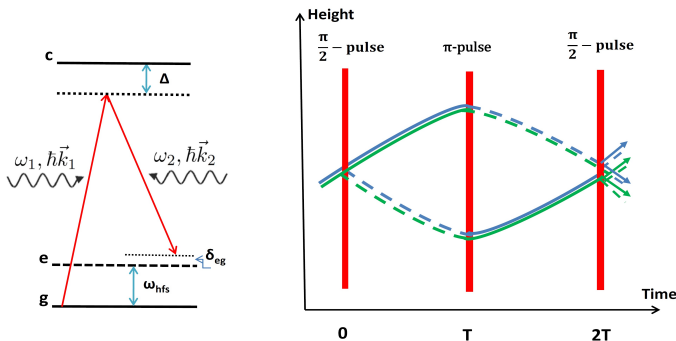 c
Δ
ω₁, ħk⃗₁
ω₂, ħk⃗₂
δeg
e
ωhfs
g
Height
π/2 – pulse
π-pulse
π/2 – pulse
Time
0
T
2T